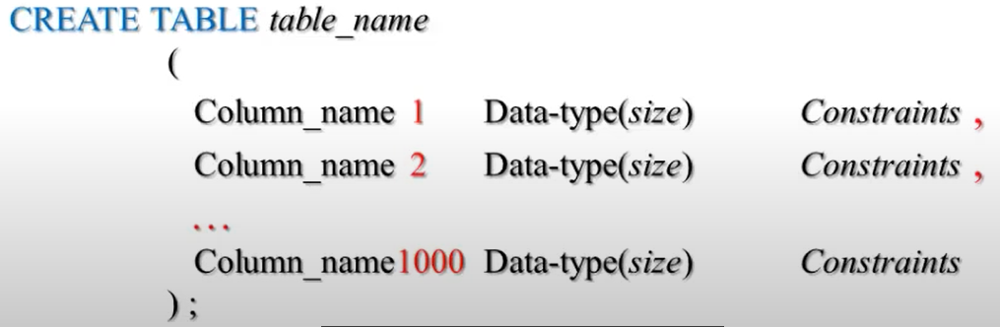 CREATE TABLE table_name
(
Column_name 1 Data-type(size) Constraints ,
Column_name 2 Data-type(size) Constraints ,
...
Column_name1000 Data-type(size) Constraints
) ;